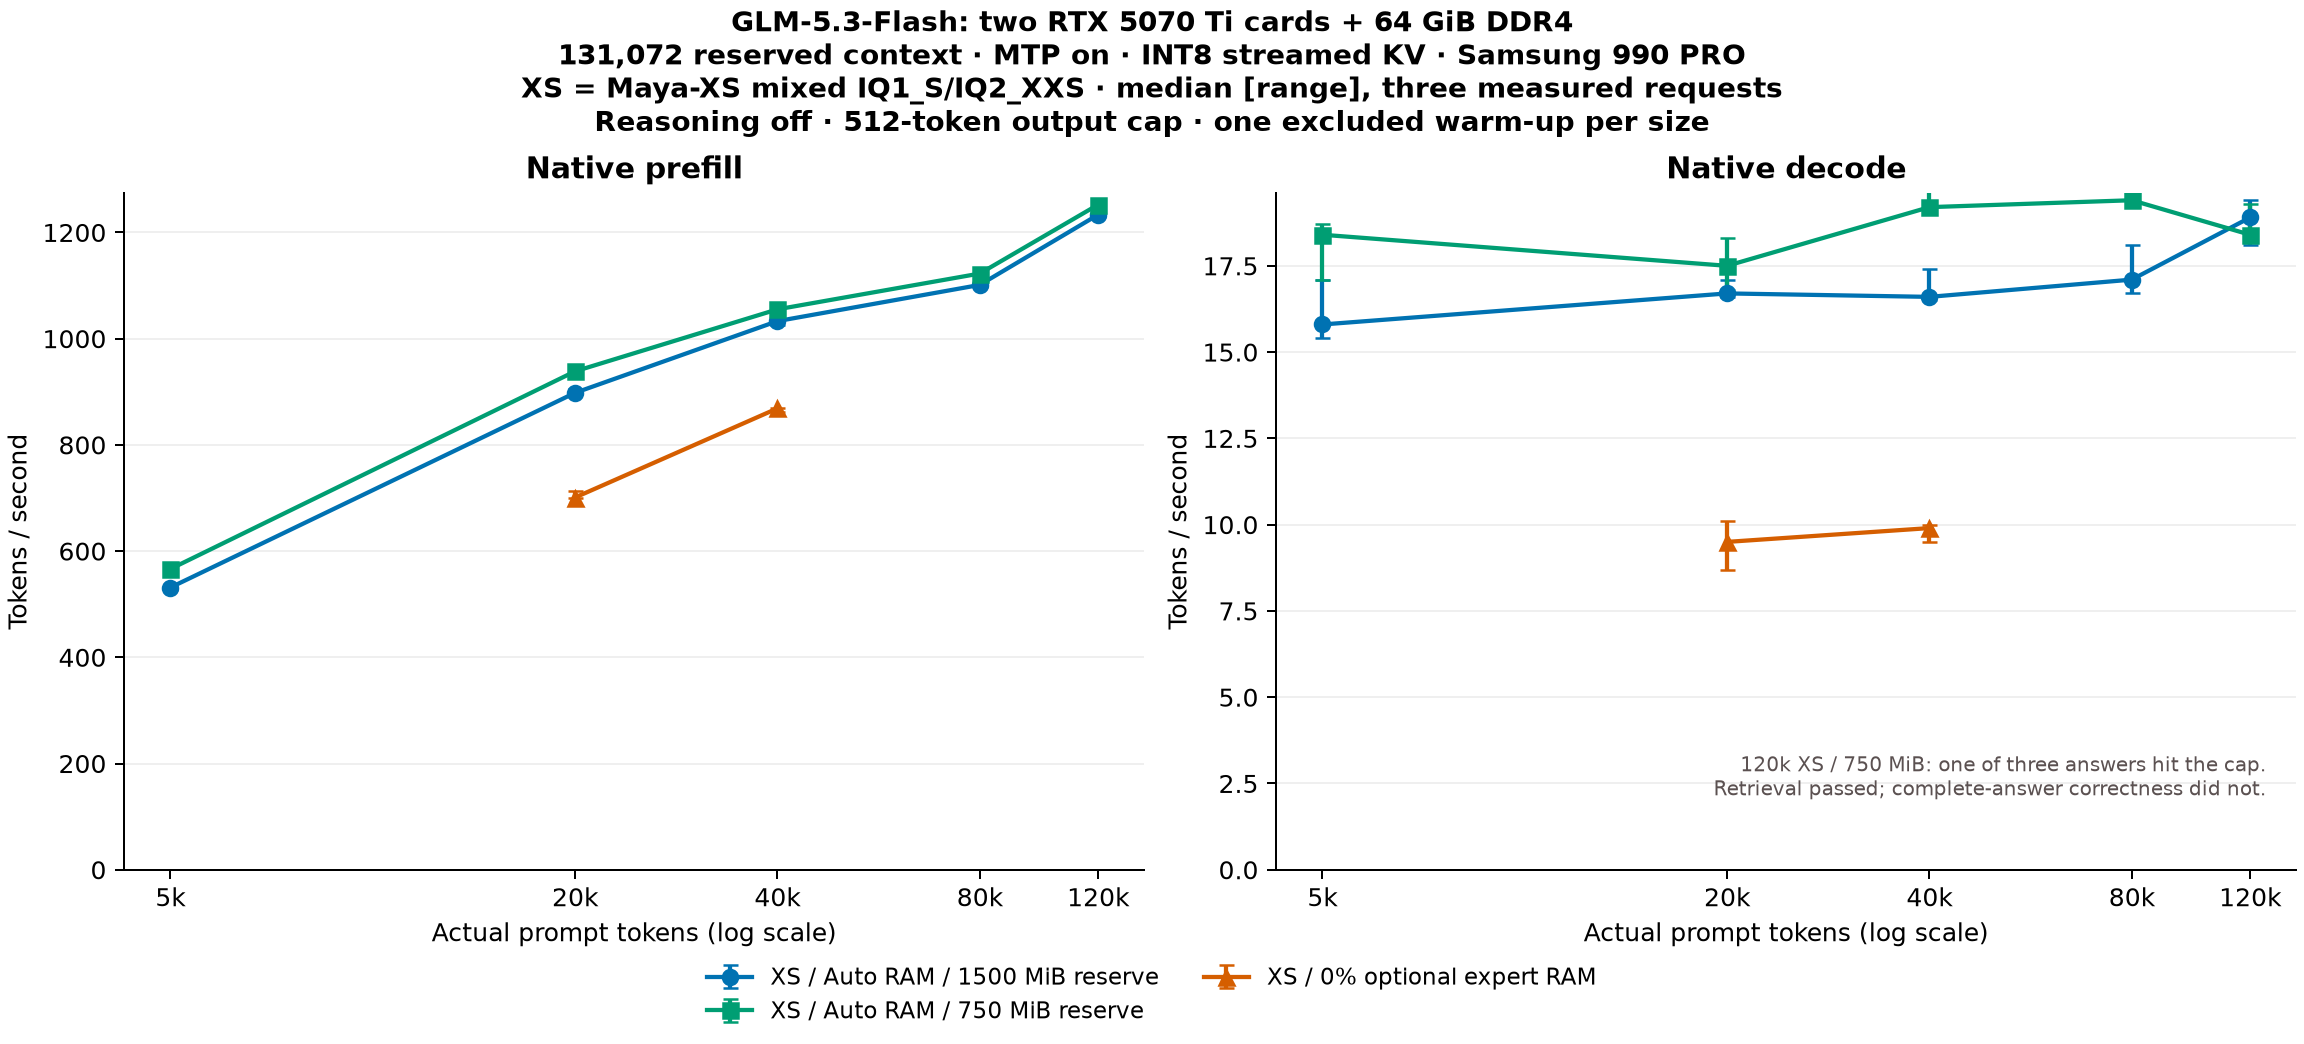 GLM-5.3-Flash: two RTX 5070 Ti cards + 64 GiB DDR4
131,072 reserved context · MTP on · INT8 streamed KV · Samsung 990 PRO
XS = Maya-XS mixed IQ1_S/IQ2_XXS · median [range], three measured requests
Reasoning off · 512-token output cap · one excluded warm-up per size
Native prefill
Tokens / second
1200
1000
800
600
400
200
0
5k
20k
40k
80k
120k
Actual prompt tokens (log scale)
Native decode
Tokens / second
17.5
15.0
12.5
10.0
7.5
5.0
2.5
0.0
120k XS / 750 MiB: one of three answers hit the cap.
Retrieval passed; complete-answer correctness did not.
5k
20k
40k
80k
120k
Actual prompt tokens (log scale)
XS / Auto RAM / 1500 MiB reserve
XS / Auto RAM / 750 MiB reserve
XS / 0% optional expert RAM